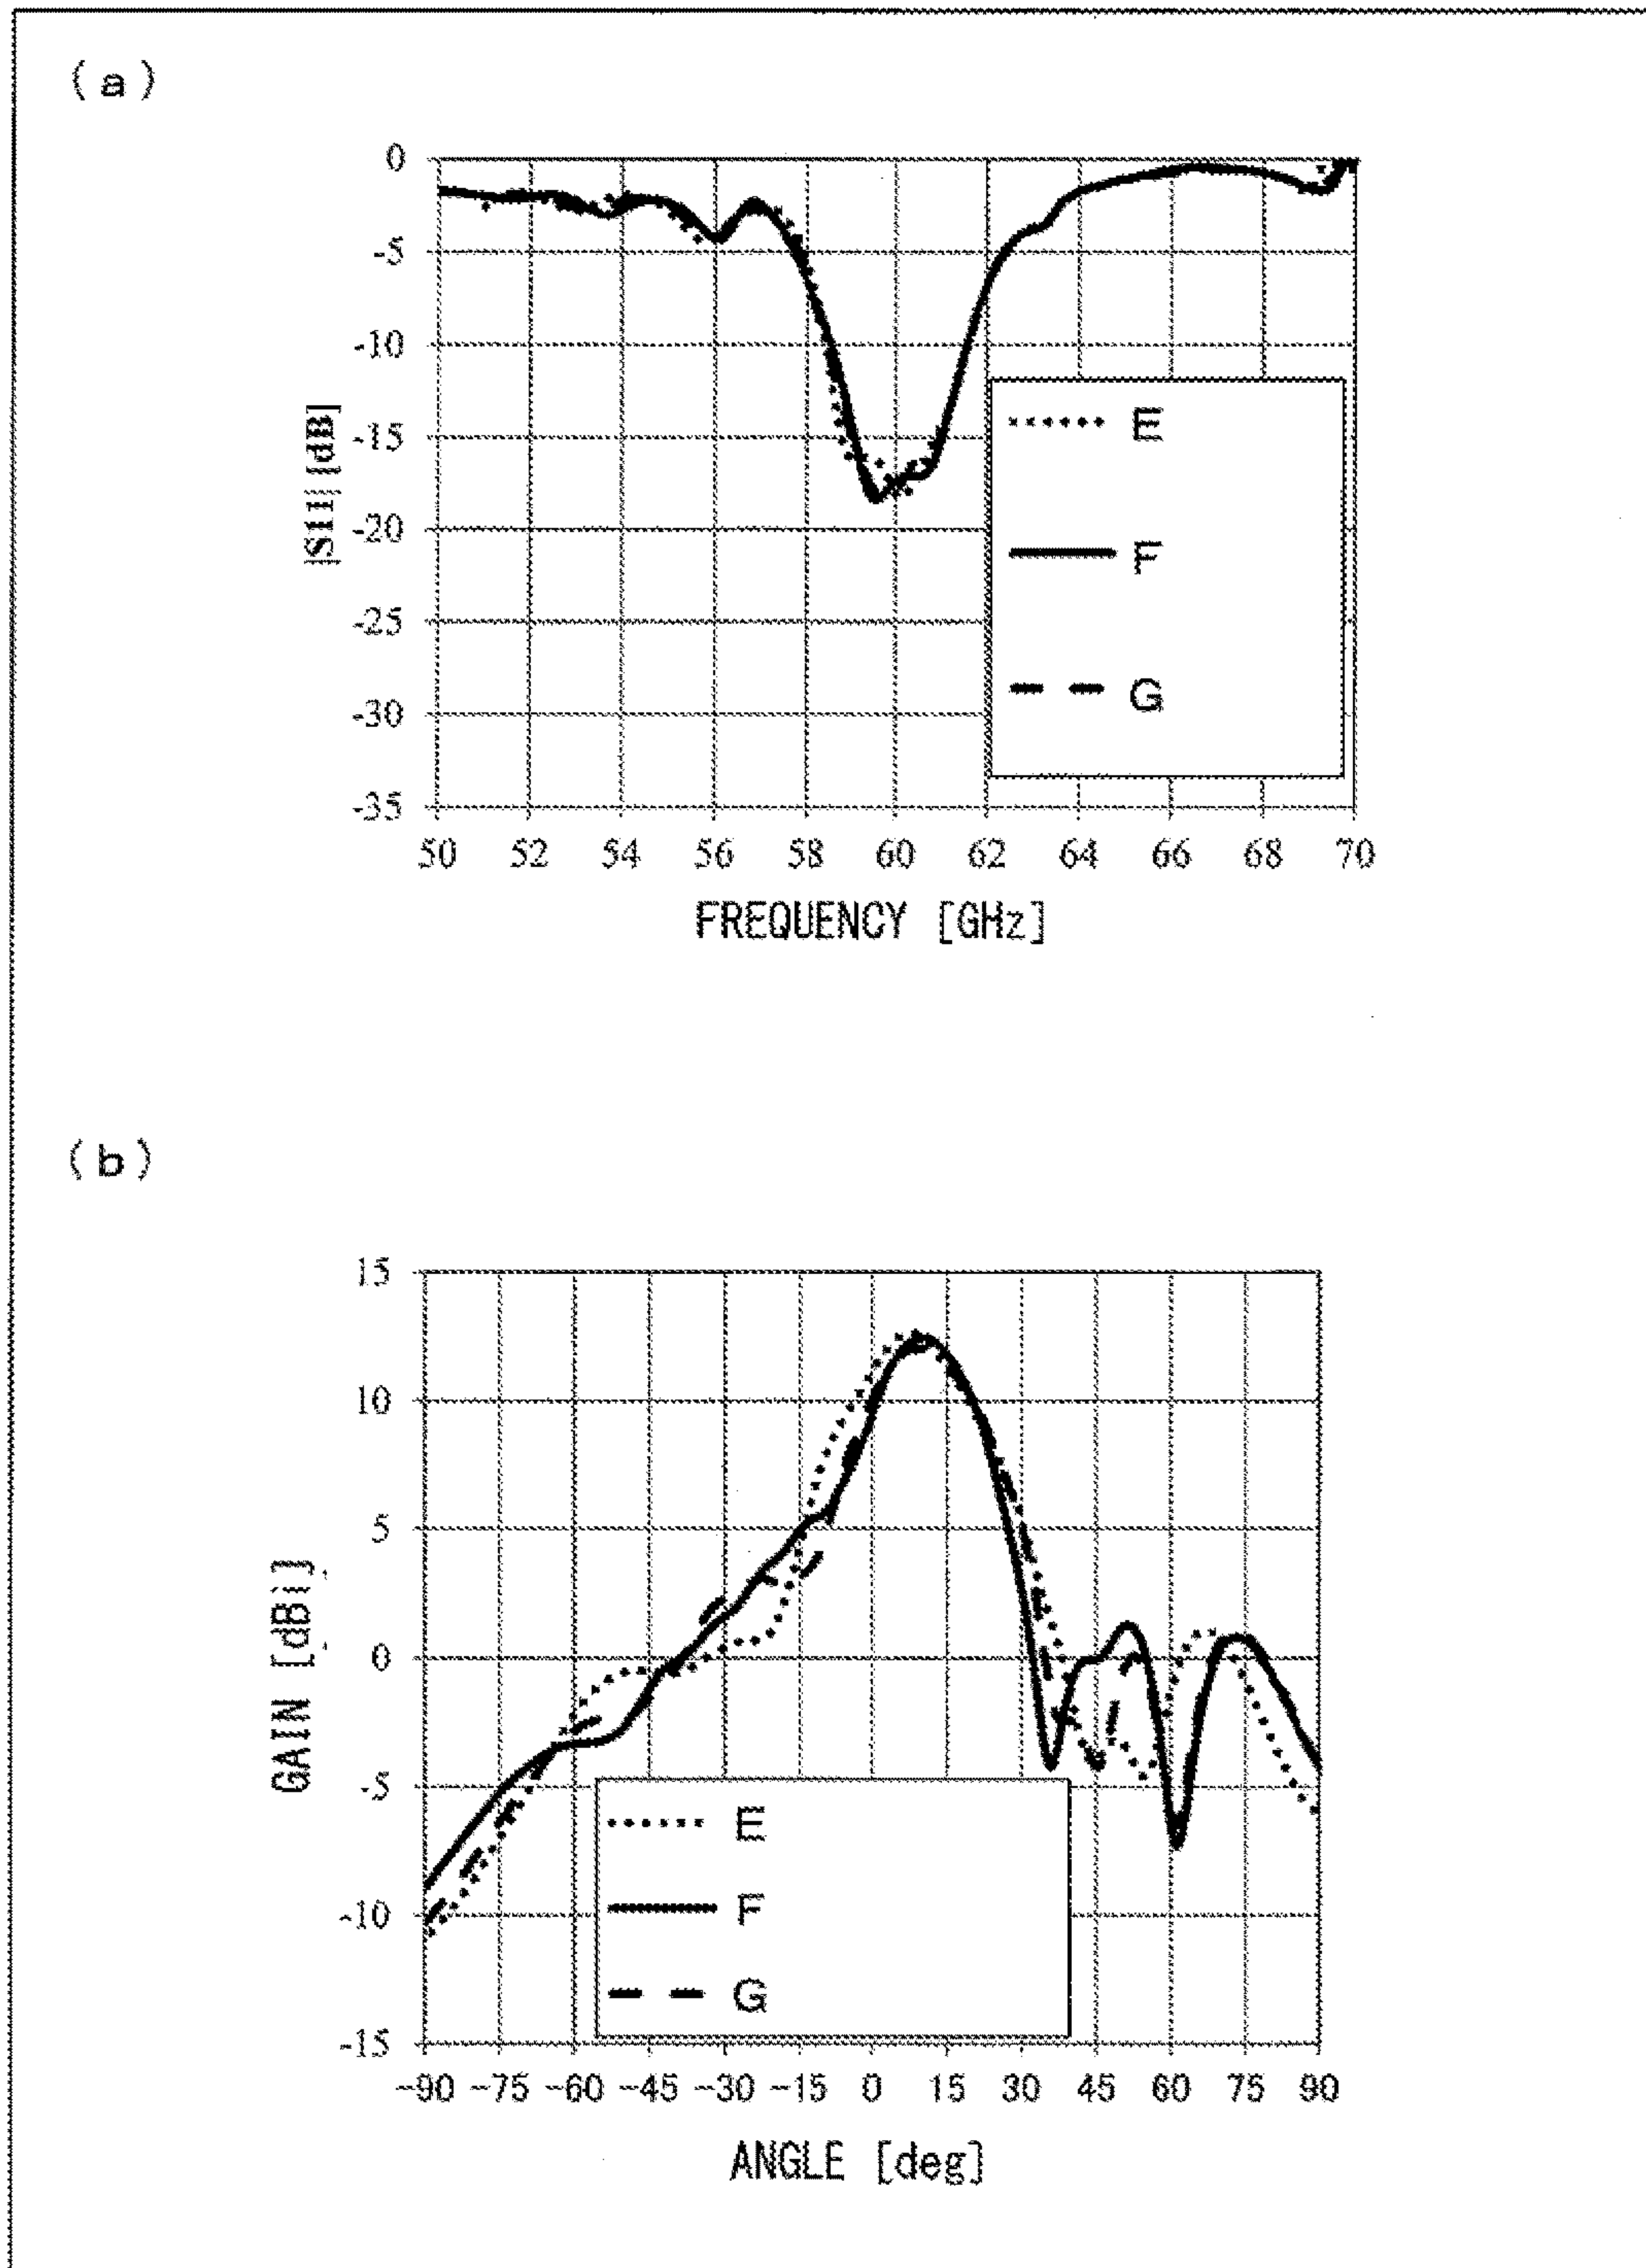 (a)
0
-5
-10
-15
-20
-25
-30
-35
|S11| [dB]
E
F
G
50 52 54 56 58 60 62 64 66 68 70
FREQUENCY [GHz]
(b)
15
10
5
0
-5
-10
-15
GAIN [dBi]
E
F
G
-90 -75 -60 -45 -30 -15 0 15 30 45 60 75 90
ANGLE [deg]